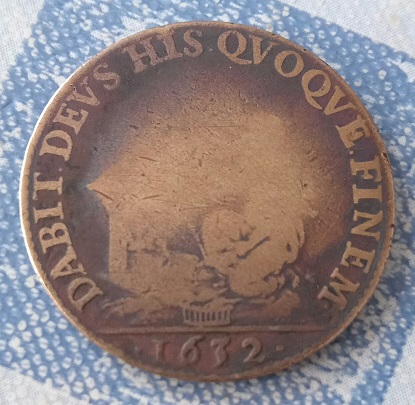 DABIT. DEVS HIS QVOQVE. FINEM
·1632·